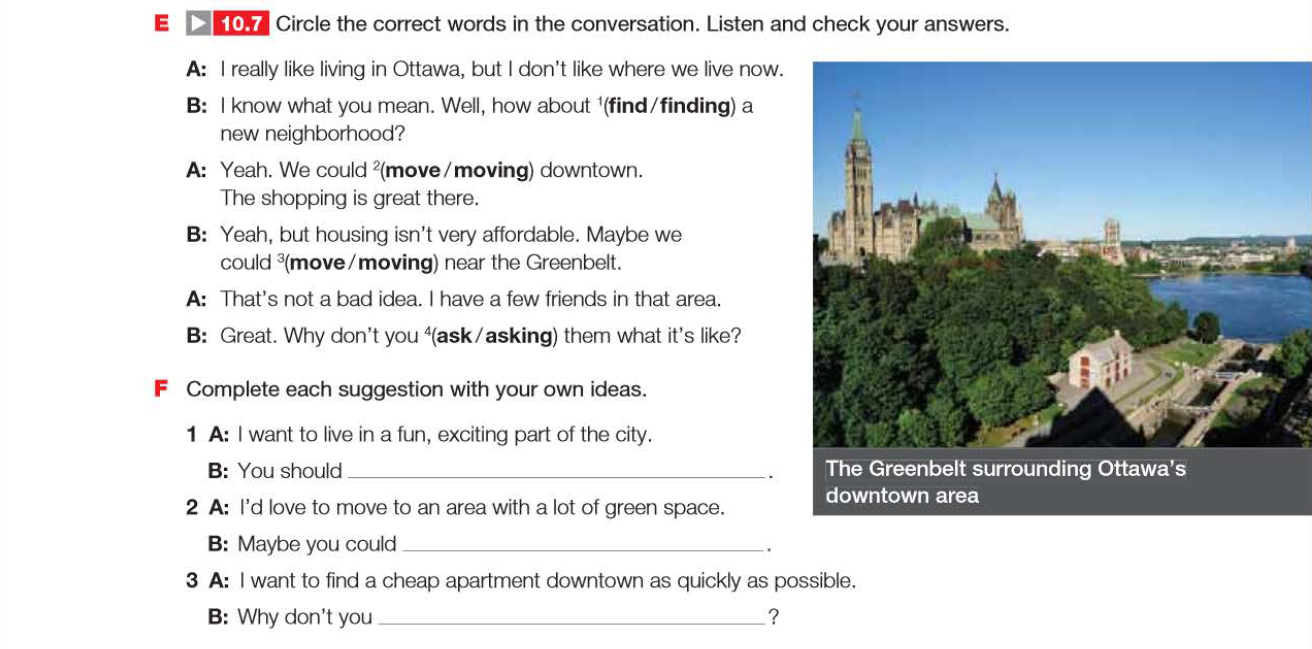 E ▶ 10.7 Circle the correct words in the conversation. Listen and check your answers.
A: I really like living in Ottawa, but I don't like where we live now.
B: I know what you mean. Well, how about ¹(find/finding) a
new neighborhood?
A: Yeah. We could ²(move/moving) downtown.
The shopping is great there.
B: Yeah, but housing isn't very affordable. Maybe we
could ³(move/moving) near the Greenbelt.
A: That's not a bad idea. I have a few friends in that area.
B: Great. Why don't you ⁴(ask/asking) them what it's like?
F Complete each suggestion with your own ideas.
1 A: I want to live in a fun, exciting part of the city.
B: You should ______.
2 A: I'd love to move to an area with a lot of green space.
B: Maybe you could ______.
3 A: I want to find a cheap apartment downtown as quickly as possible.
B: Why don't you ______?
The Greenbelt surrounding Ottawa's
downtown area